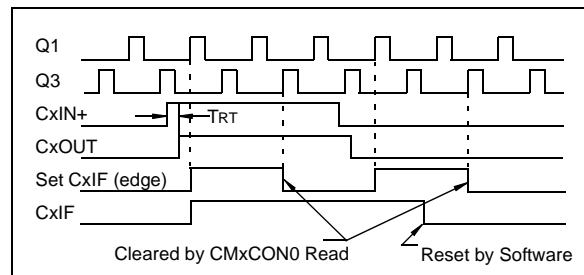 Q1
Q3
CxIN+
TRT
CxOUT
Set CxIF (edge)
CxIF
Cleared by CMxCON0 Read
Reset by Software